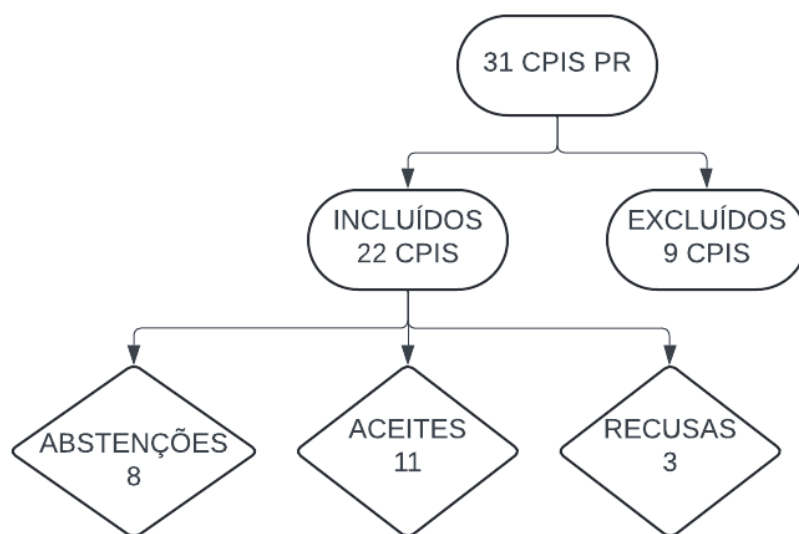 31 CPIS PR
INCLUÍDOS
22 CPIS
EXCLUÍDOS
9 CPIS
ABSTENÇÕES
8
ACEITES
11
RECUSAS
3